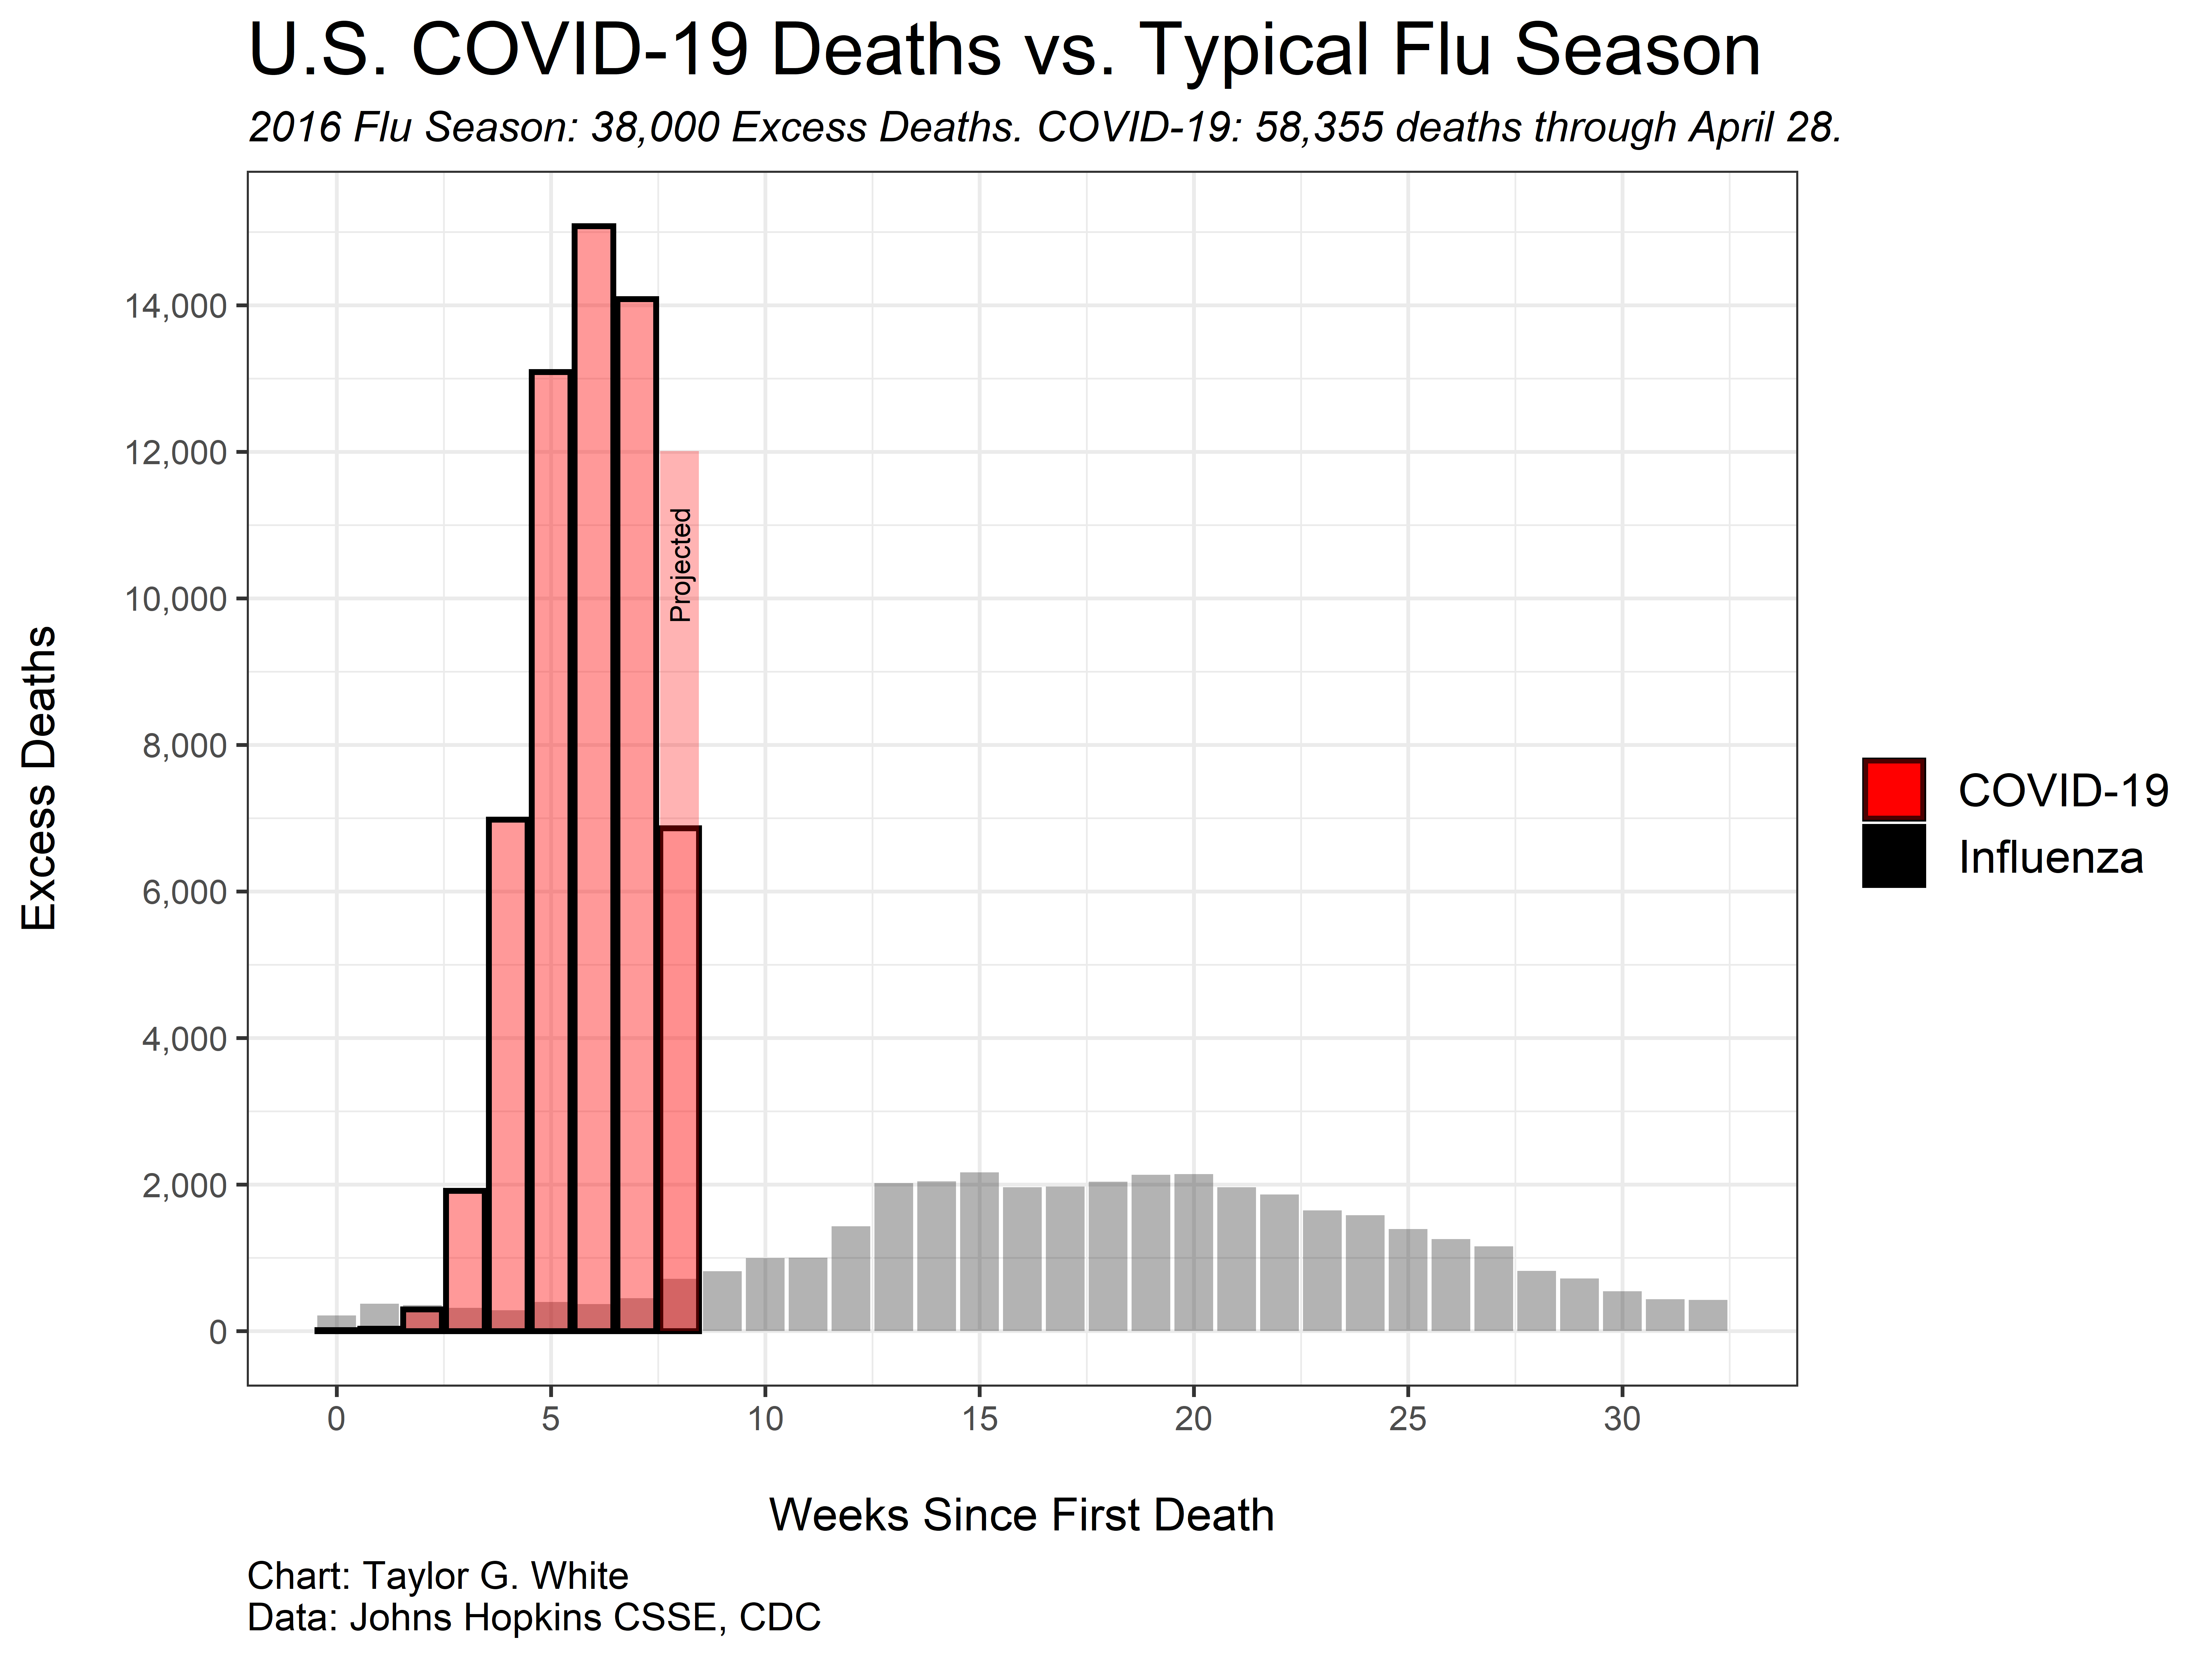 U.S. COVID-19 Deaths vs. Typical Flu Season
2016 Flu Season: 38,000 Excess Deaths. COVID-19: 58,355 deaths through April 28.
Excess Deaths
14,000
12,000
10,000
8,000
6,000
4,000
2,000
0
Projected
COVID-19
Influenza
0 5 10 15 20 25 30
Weeks Since First Death
Chart: Taylor G. White
Data: Johns Hopkins CSSE, CDC